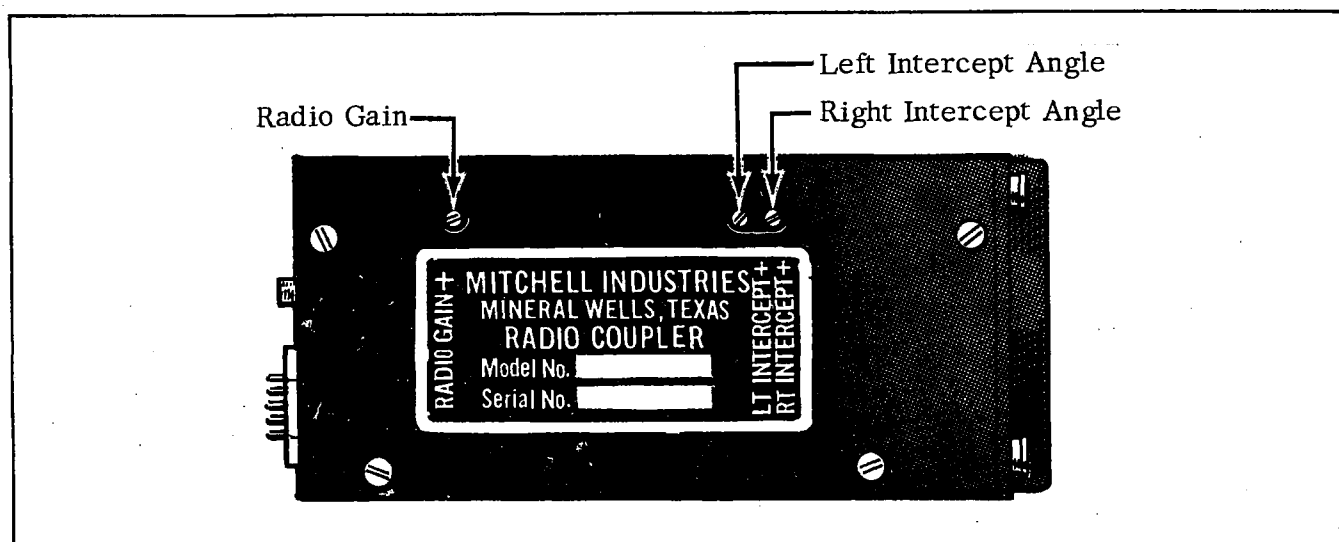 Left Intercept Angle
Radio Gain
Right Intercept Angle
RADIO GAIN+
MITCHELL INDUSTRIES
MINERAL WELLS, TEXAS
RADIO COUPLER
Model No.
Serial No.
LT INTERCEPT+
RT INTERCEPT+